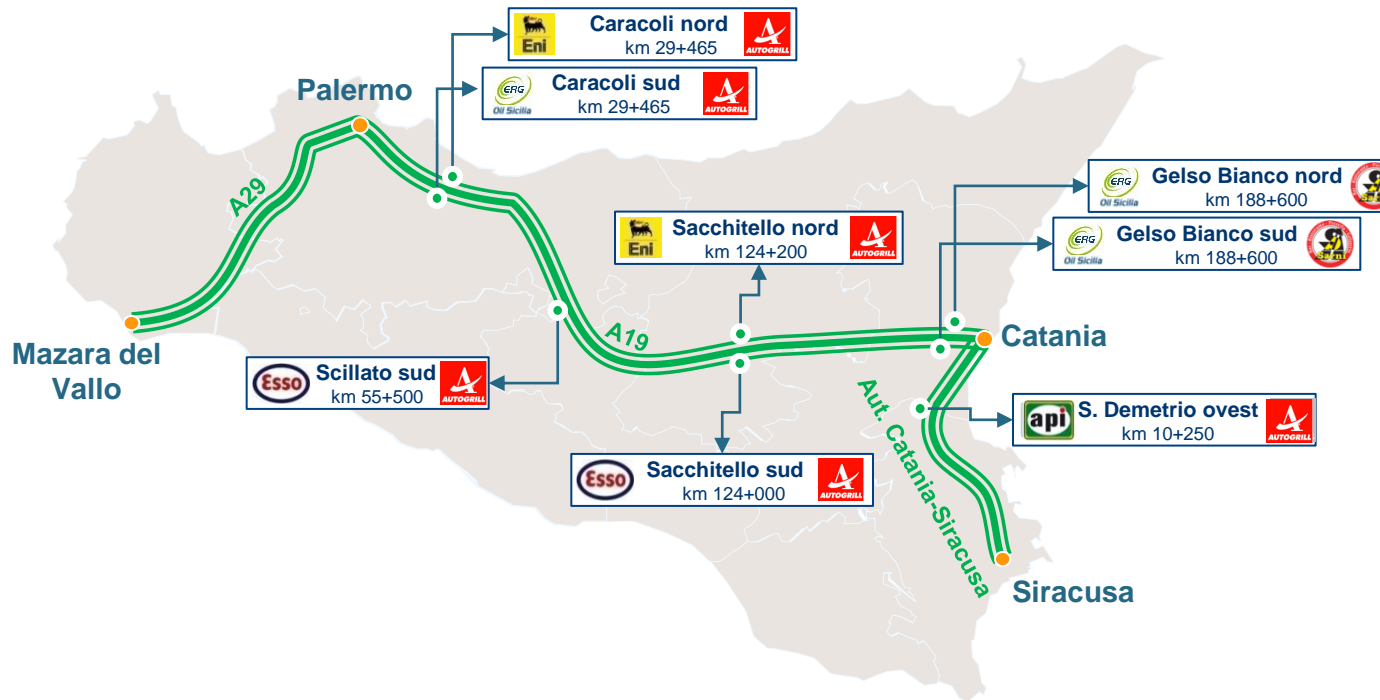 Eni
Caracoli nord
km 29+465
AUTOGRILL
ERG
Oil Sicilia
Caracoli sud
km 29+465
AUTOGRILL
Palermo
A29
ERG
Oil Sicilia
Gelso Bianco nord
km 188+600
Eni
Sacchitello nord
km 124+200
AUTOGRILL
ERG
Oil Sicilia
Gelso Bianco sud
km 188+600
Sarni
A19
Catania
Mazara del
Vallo
Esso
Scillato sud
km 55+500
AUTOGRILL
api
S. Demetrio ovest
km 10+250
AUTOGRILL
Aut. Catania-Siracusa
Esso
Sacchitello sud
km 124+000
AUTOGRILL
Siracusa